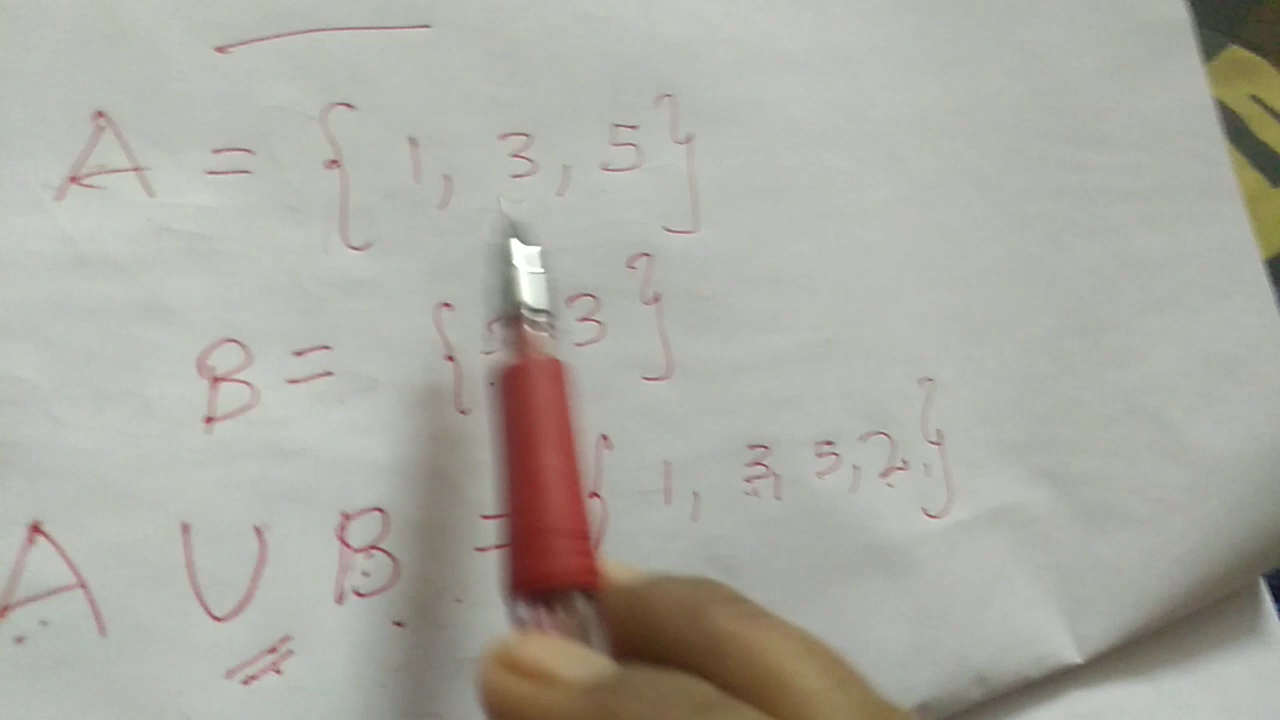 A = { 1, 3, 5 }
B = { 3 }
A U B = { 1, 3, 5, 2, }